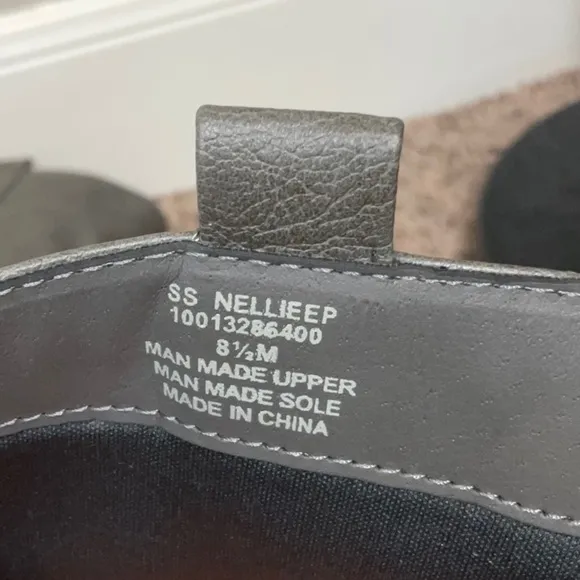 SS NELLIEEP
10013286400
8½M
MAN MADE UPPER
MAN MADE SOLE
MADE IN CHINA